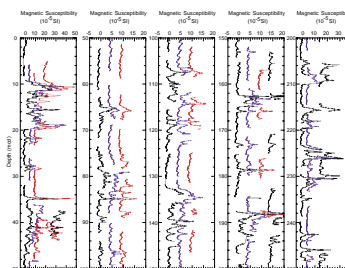 Magnetic Susceptibility Magnetic Susceptibility Magnetic Susceptibility Magnetic Susceptibility Magnetic Susceptibility
(10⁻⁵ SI) (10⁻⁵ SI) (10⁻⁵ SI) (10⁻⁵ SI) (10⁻⁵ SI)
0 10 20 30 40 50 -5 0 5 10 15 20 25 -5 0 5 10 15 20 -5 0 5 10 15 20 0 10 20 30
0 50 100 150 200
10 60 110 160 210
20 70 120 170 220
Depth (mcd)
30 80 130 180 230
40 90 140 190 240